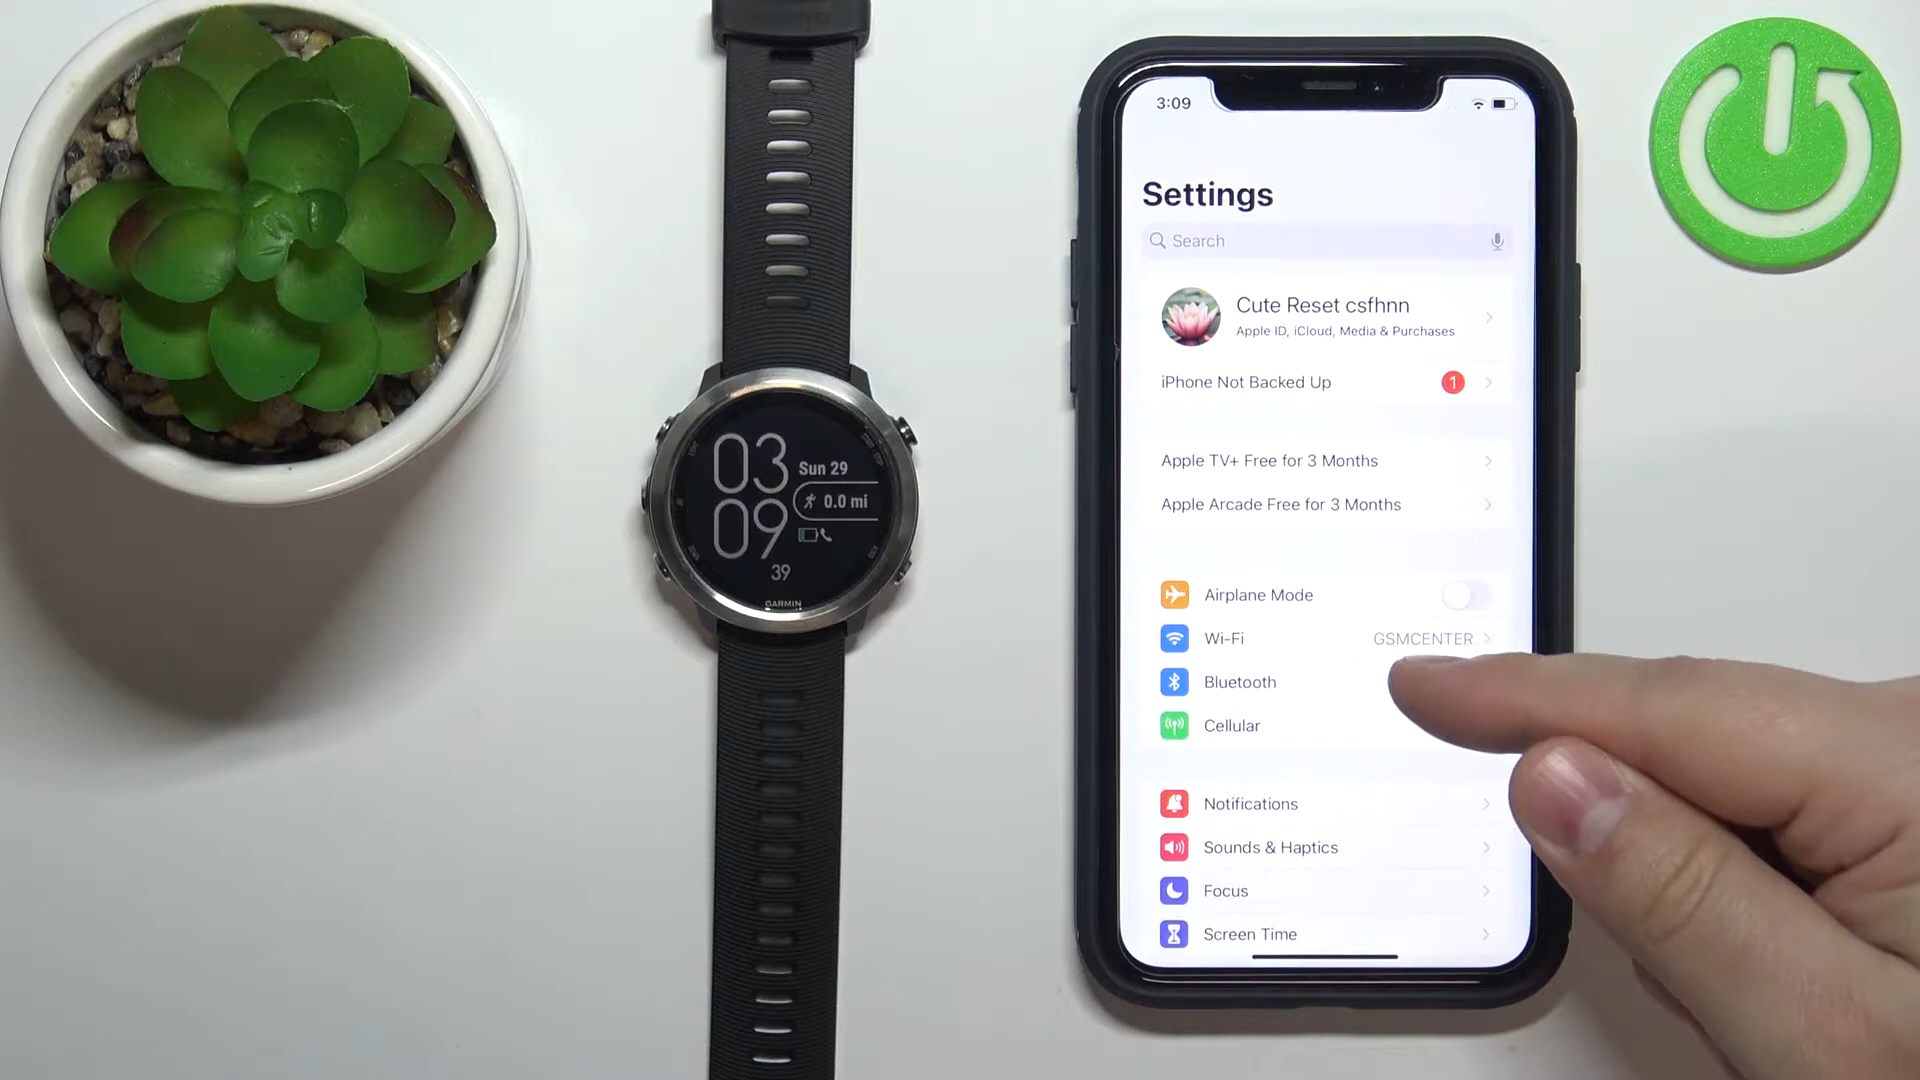 03
09
Sun 29
0.0 mi
39
GARMIN
3:09
Settings
Search
Cute Reset csfhnn
Apple ID, iCloud, Media & Purchases
iPhone Not Backed Up
1
Apple TV+ Free for 3 Months
Apple Arcade Free for 3 Months
Airplane Mode
Wi-Fi GSMCENTER
Bluetooth
Cellular
Notifications
Sounds & Haptics
Focus
Screen Time